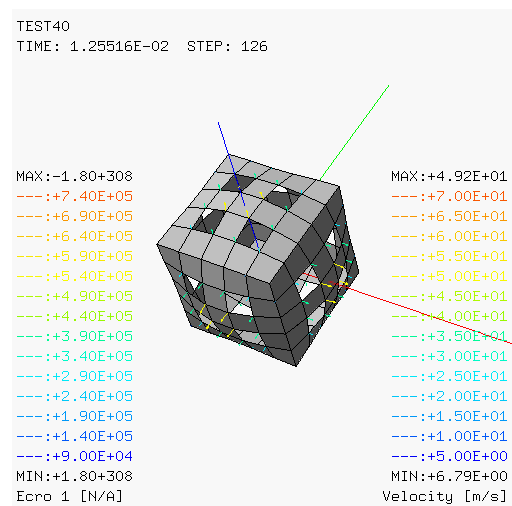 TEST40
TIME: 1.25516E-02 STEP: 126
MAX:-1.80+308
---:+7.40E+05
---:+6.90E+05
---:+6.40E+05
---:+5.90E+05
---:+5.40E+05
---:+4.90E+05
---:+4.40E+05
---:+3.90E+05
---:+3.40E+05
---:+2.90E+05
---:+2.40E+05
---:+1.90E+05
---:+1.40E+05
---:+9.00E+04
MIN:+1.80+308
Ecro 1 [N/A]
MAX:+4.92E+01
---:+7.00E+01
---:+6.50E+01
---:+6.00E+01
---:+5.50E+01
---:+5.00E+01
---:+4.50E+01
---:+4.00E+01
---:+3.50E+01
---:+3.00E+01
---:+2.50E+01
---:+2.00E+01
---:+1.50E+01
---:+1.00E+01
---:+5.00E+00
MIN:+6.79E+00
Velocity [m/s]